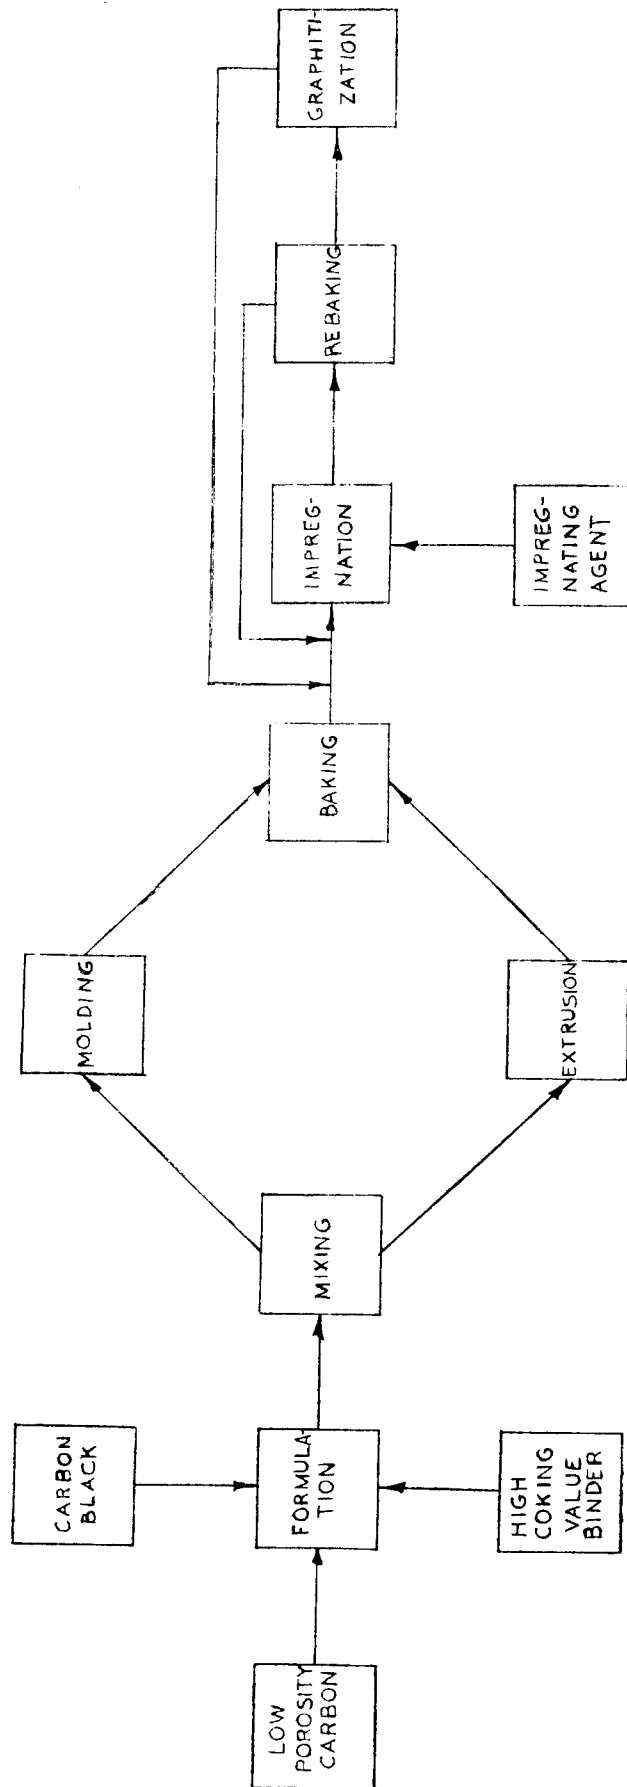 LOW
POROSITY
CARBON
CARBON
BLACK
FORMULA-
TION
HIGH
COKING
VALUE
BINDER
MIXING
MOLDING
EXTRUSION
BAKING
IMPREG-
NATION
IMPREG-
NATING
AGENT
REBAKING
GRAPHITI-
ZATION